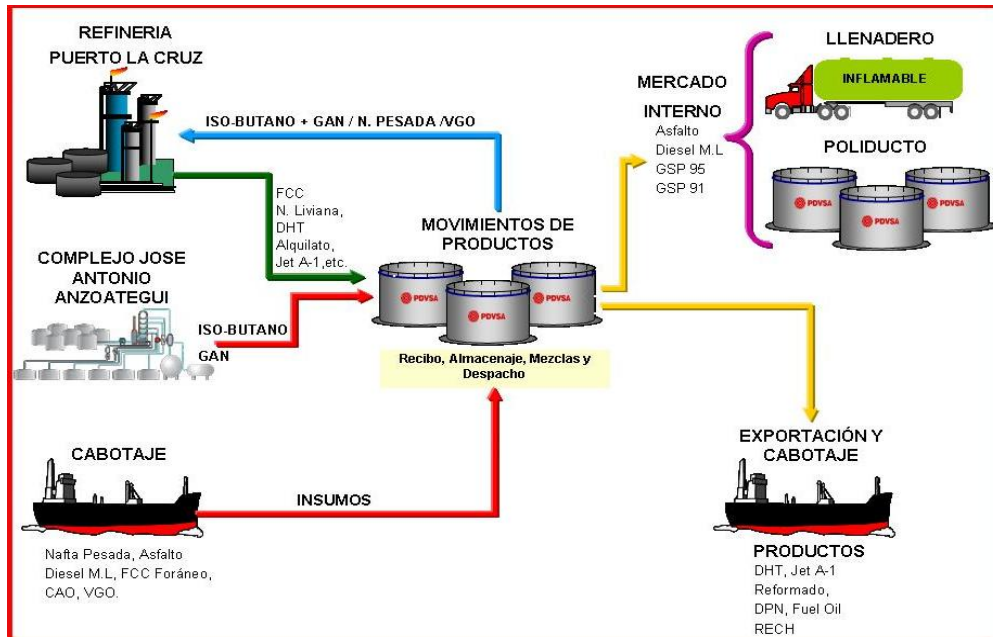 REFINERIA
PUERTO LA CRUZ
ISO-BUTANO + GAN / N. PESADA /VGO
FCC
N. Liviana,
DHT
Alquilato,
Jet A-1,etc.
COMPLEJO JOSE
ANTONIO
ANZOATEGUI
ISO-BUTANO
GAN
MOVIMIENTOS DE
PRODUCTOS
PDVSA
PDVSA
PDVSA
Recibo, Almacenaje, Mezclas y
Despacho
MERCADO
INTERNO
Asfalto
Diesel M.L
GSP 95
GSP 91
LLENADERO
INFLAMABLE
POLIDUCTO
PDVSA
PDVSA
PDVSA
CABOTAJE
INSUMOS
Nafta Pesada, Asfalto
Diesel M.L, FCC Foráneo,
CAO, VGO.
EXPORTACIÓN Y
CABOTAJE
PRODUCTOS
DHT, Jet A-1
Reformado,
DPN, Fuel Oil
RECH